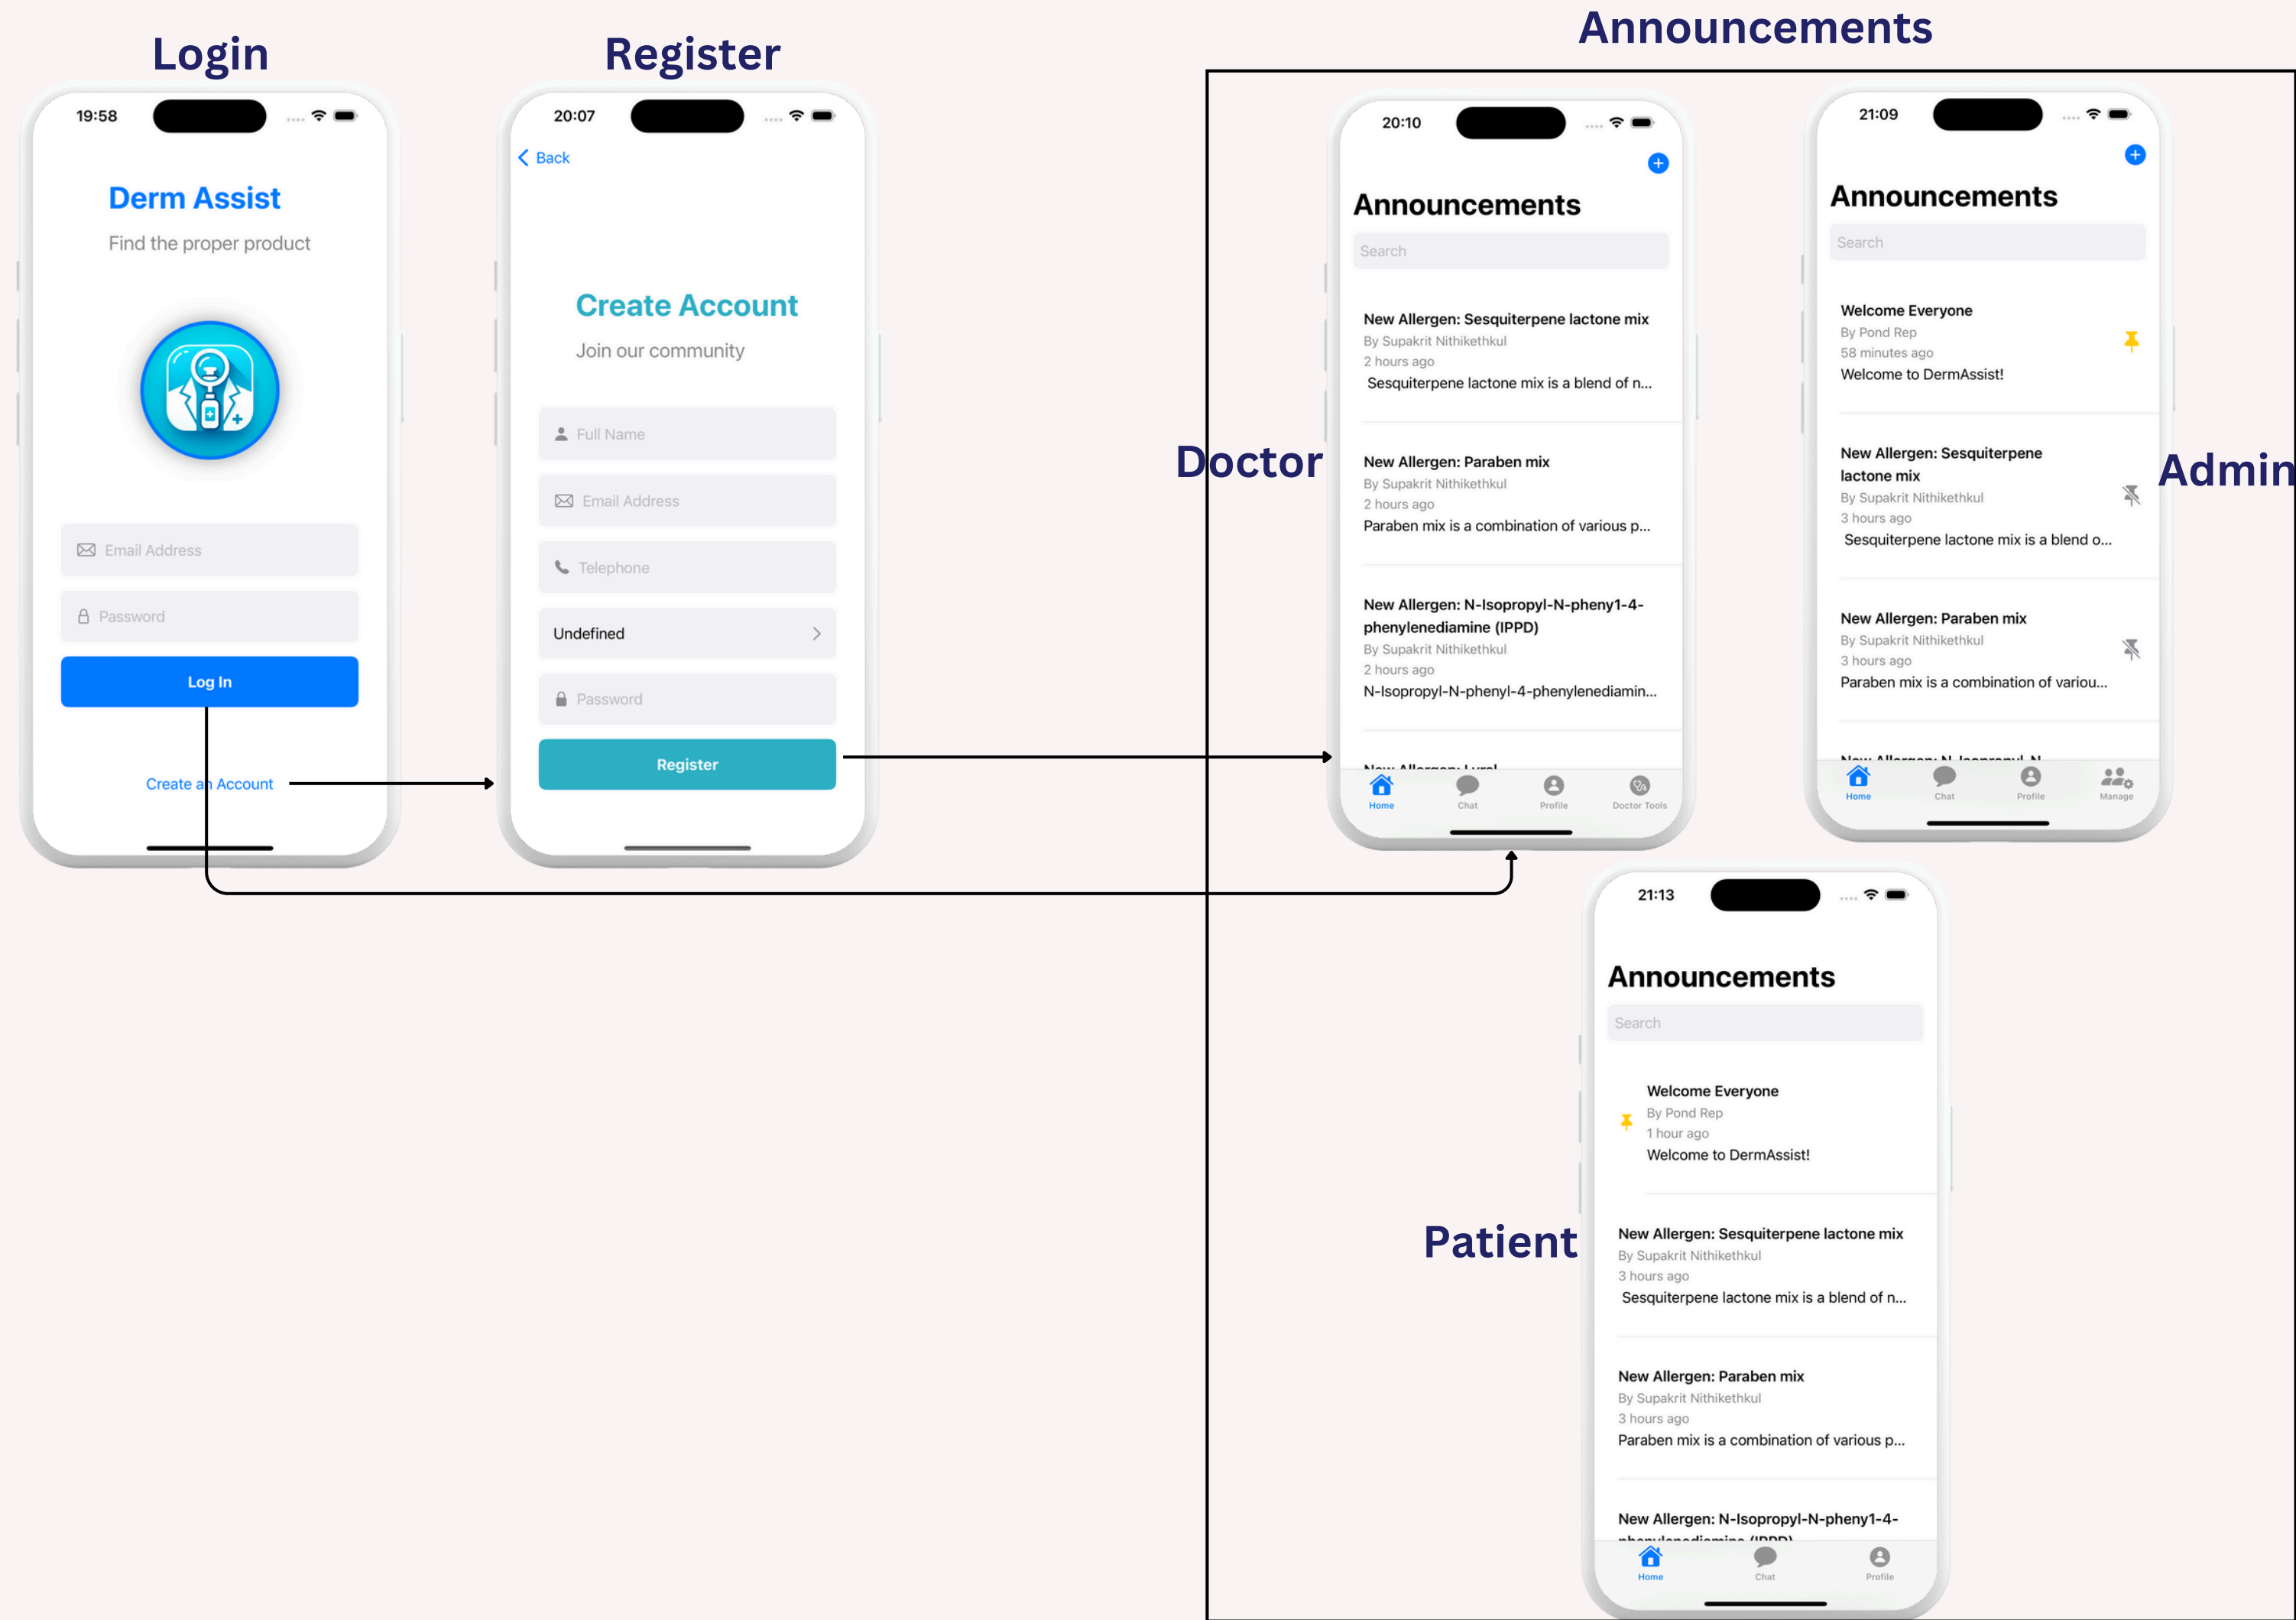 Login
19:58
Derm Assist
Find the proper product
Email Address
Password
Log In
Create an Account
Register
20:07
Back
Create Account
Join our community
Full Name
Email Address
Telephone
Undefined
Password
Register
Announcements
Doctor
20:10
Announcements
Search
New Allergen: Sesquiterpene lactone mix
By Supakrit Nithikethkul
2 hours ago
Sesquiterpene lactone mix is a blend of n...
New Allergen: Paraben mix
By Supakrit Nithikethkul
2 hours ago
Paraben mix is a combination of various p...
New Allergen: N-Isopropyl-N-pheny1-4-
phenylenediamine (IPPD)
By Supakrit Nithikethkul
2 hours ago
N-Isopropyl-N-phenyl-4-phenylenediamin...
New Allergen: Lyral
Home
Chat
Profile
Doctor Tools
Admin
21:09
Announcements
Search
Welcome Everyone
By Pond Rep
58 minutes ago
Welcome to DermAssist!
New Allergen: Sesquiterpene
lactone mix
By Supakrit Nithikethkul
3 hours ago
Sesquiterpene lactone mix is a blend o...
New Allergen: Paraben mix
By Supakrit Nithikethkul
3 hours ago
Paraben mix is a combination of variou...
New Allergen: N-Isopropyl-N-
Home
Chat
Profile
Manage
Patient
21:13
Announcements
Search
Welcome Everyone
By Pond Rep
1 hour ago
Welcome to DermAssist!
New Allergen: Sesquiterpene lactone mix
By Supakrit Nithikethkul
3 hours ago
Sesquiterpene lactone mix is a blend of n...
New Allergen: Paraben mix
By Supakrit Nithikethkul
3 hours ago
Paraben mix is a combination of various p...
New Allergen: N-Isopropyl-N-pheny1-4-
phenylenediamine (IPPD)
Home
Chat
Profile